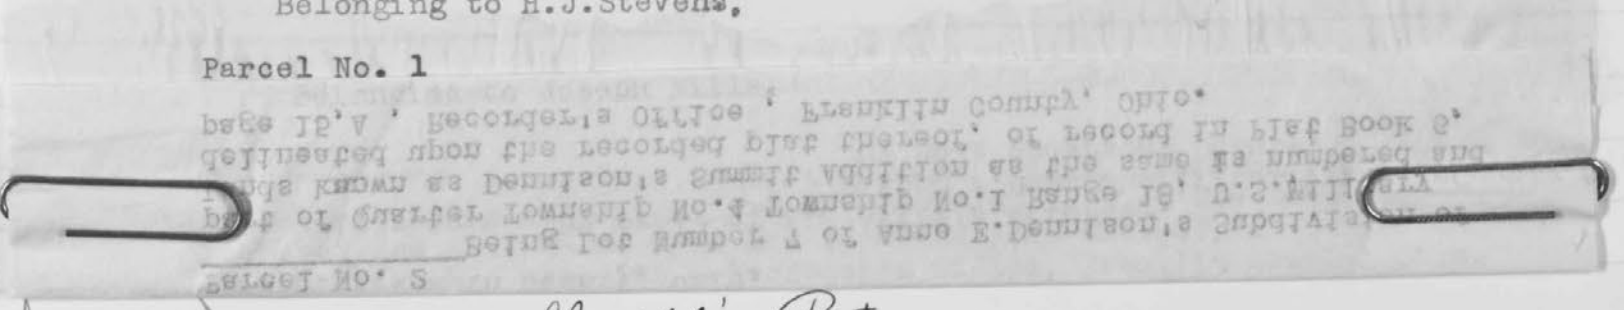 Belonging to H.J.Stevens,
Parcel No. 1
Parcel No. 2
Being Lot Number 7 of Anne E.Dennison's Subdivision of
part of Quarter Township No.4 Township No.1 Range 18, U.S.Military
Lands known as Dennison's Summit Addition as the same is numbered and
delineated upon the recorded plat thereof, of record in Plat Book
page 15,A , Recorder's Office , Franklin County, Ohio.